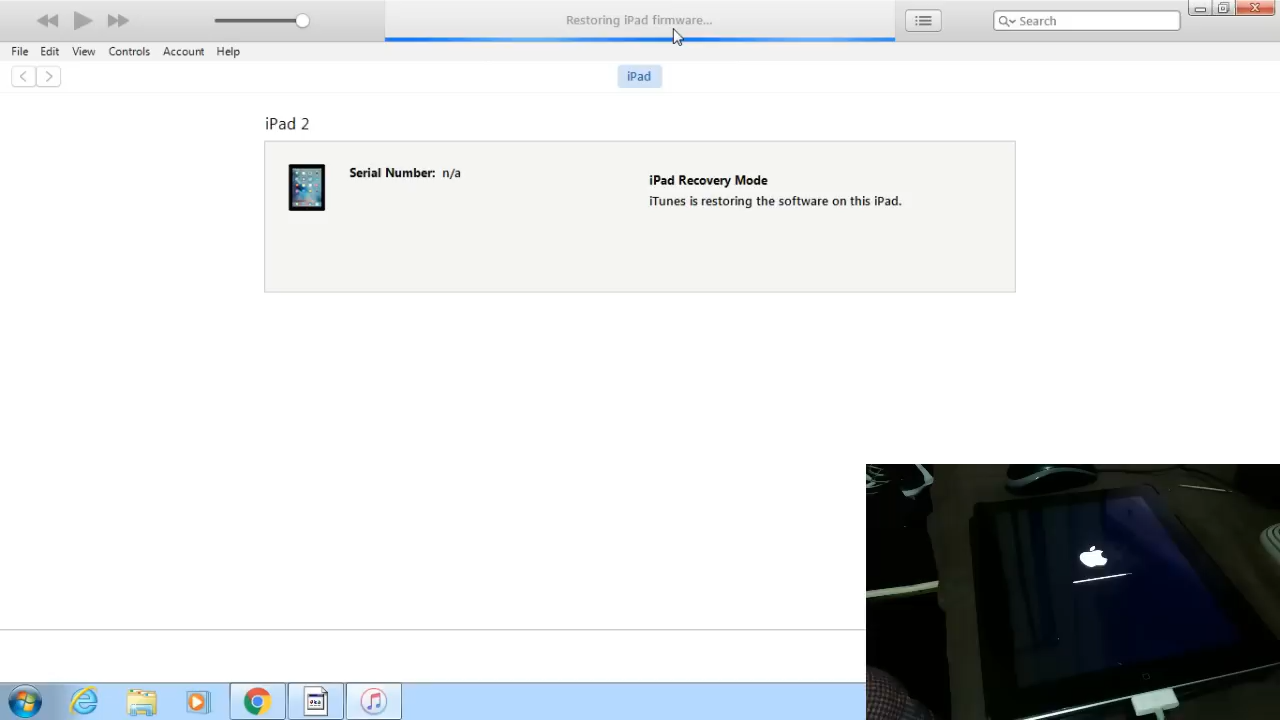 Restoring iPad firmware...
Search
File Edit View Controls Account Help
iPad
iPad 2
Serial Number: n/a
iPad Recovery Mode
iTunes is restoring the software on this iPad.